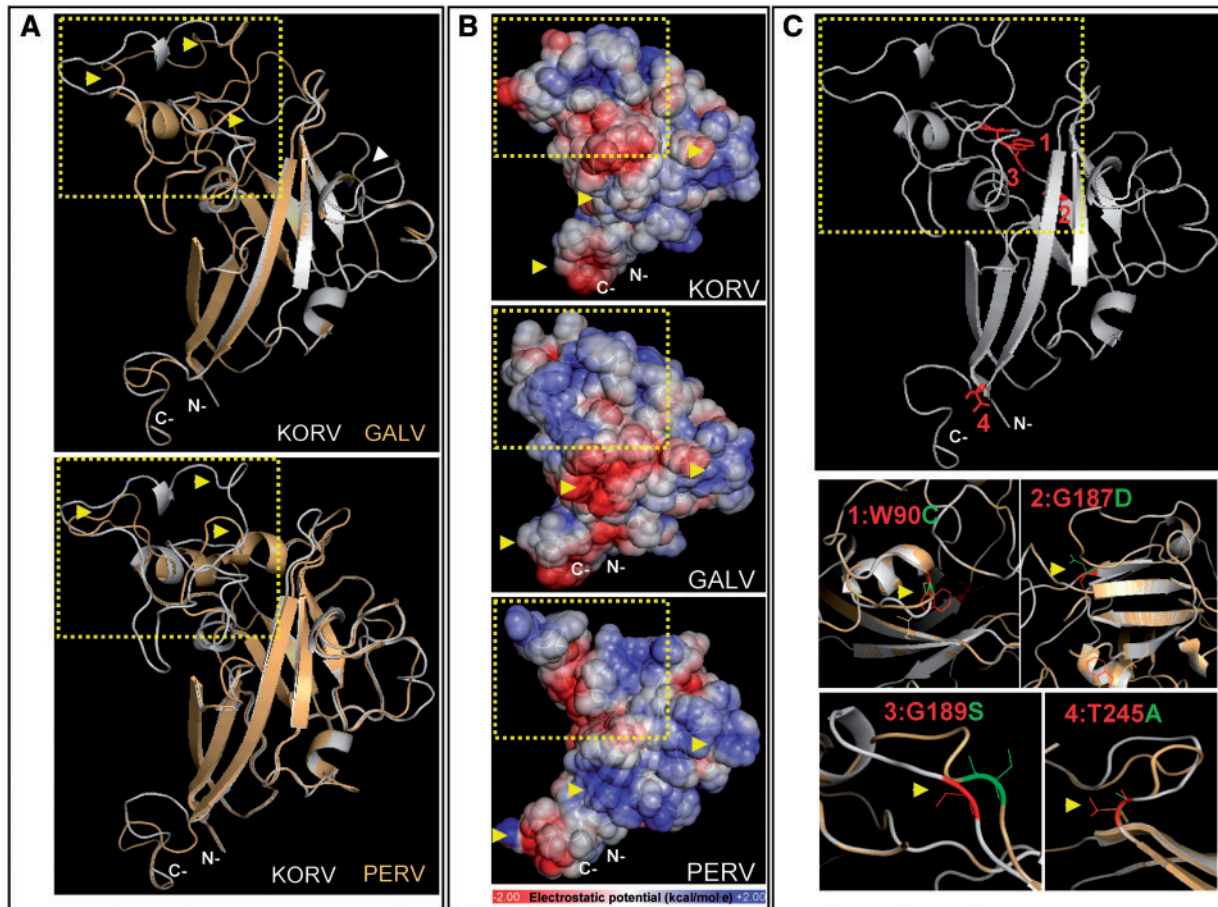 A
C-
N-
KORV GALV
C-
N-
KORV PERV
B
C-
N-
KORV
C-
N-
GALV
C-
N-
PERV
-2.00 Electrostatic potential (kcal/mole) +2.00
C
1
3
2
4
C-
N-
1:W90C
2:G187D
3:G189S
4:T245A